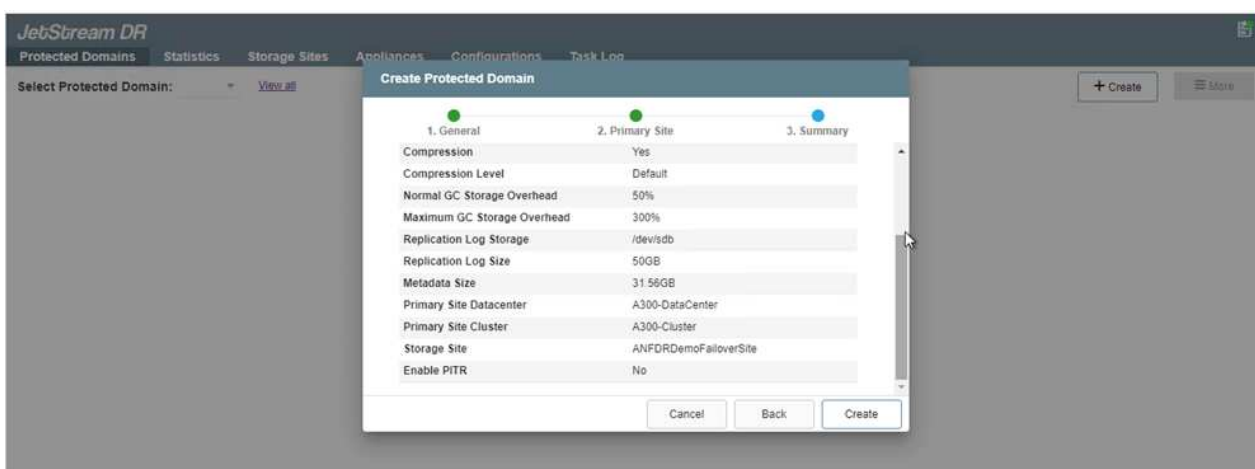 JetStream DR
Protected Domains Statistics Storage Sites Appliances Configurations Task Log
Select Protected Domain: View all + Create More
Create Protected Domain
1. General 2. Primary Site 3. Summary
Compression Yes
Compression Level Default
Normal GC Storage Overhead 50%
Maximum GC Storage Overhead 300%
Replication Log Storage /dev/sdb
Replication Log Size 50GB
Metadata Size 31.56GB
Primary Site Datacenter A300-DataCenter
Primary Site Cluster A300-Cluster
Storage Site ANFDRDemoFailoverSite
Enable PITR No
Cancel Back Create